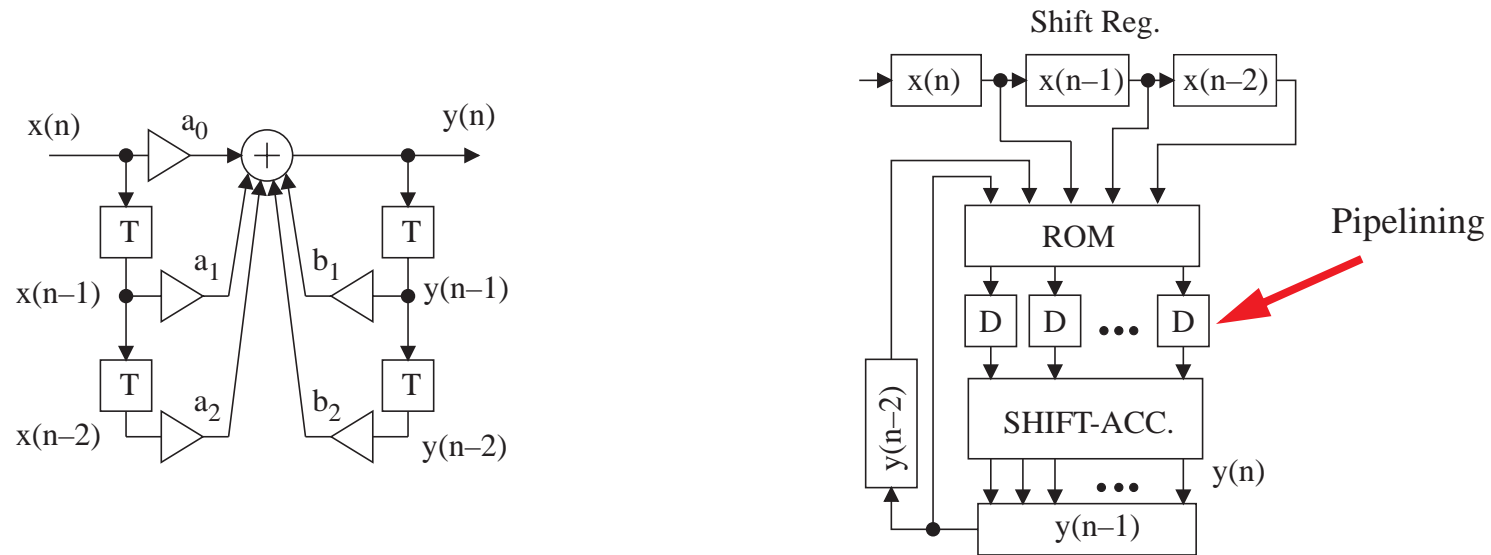 x(n)
a0
y(n)
+
T
T
x(n–1)
a1
b1
y(n–1)
T
T
x(n–2)
a2
b2
y(n–2)
Shift Reg.
x(n)
x(n–1)
x(n–2)
ROM
Pipelining
D
D
•••
D
y(n–2)
SHIFT-ACC.
•••
y(n)
y(n–1)